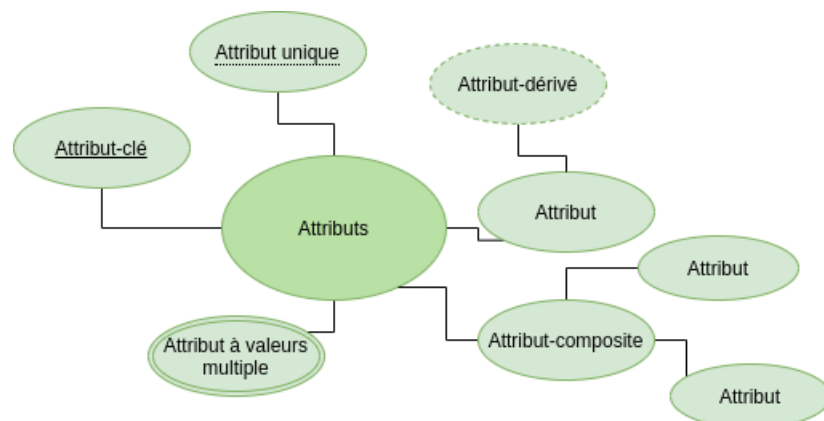 Attribut unique
Attribut-dérivé
Attribut-clé
Attribut
Attributs
Attribut
Attribut-composite
Attribut à valeurs
multiple
Attribut